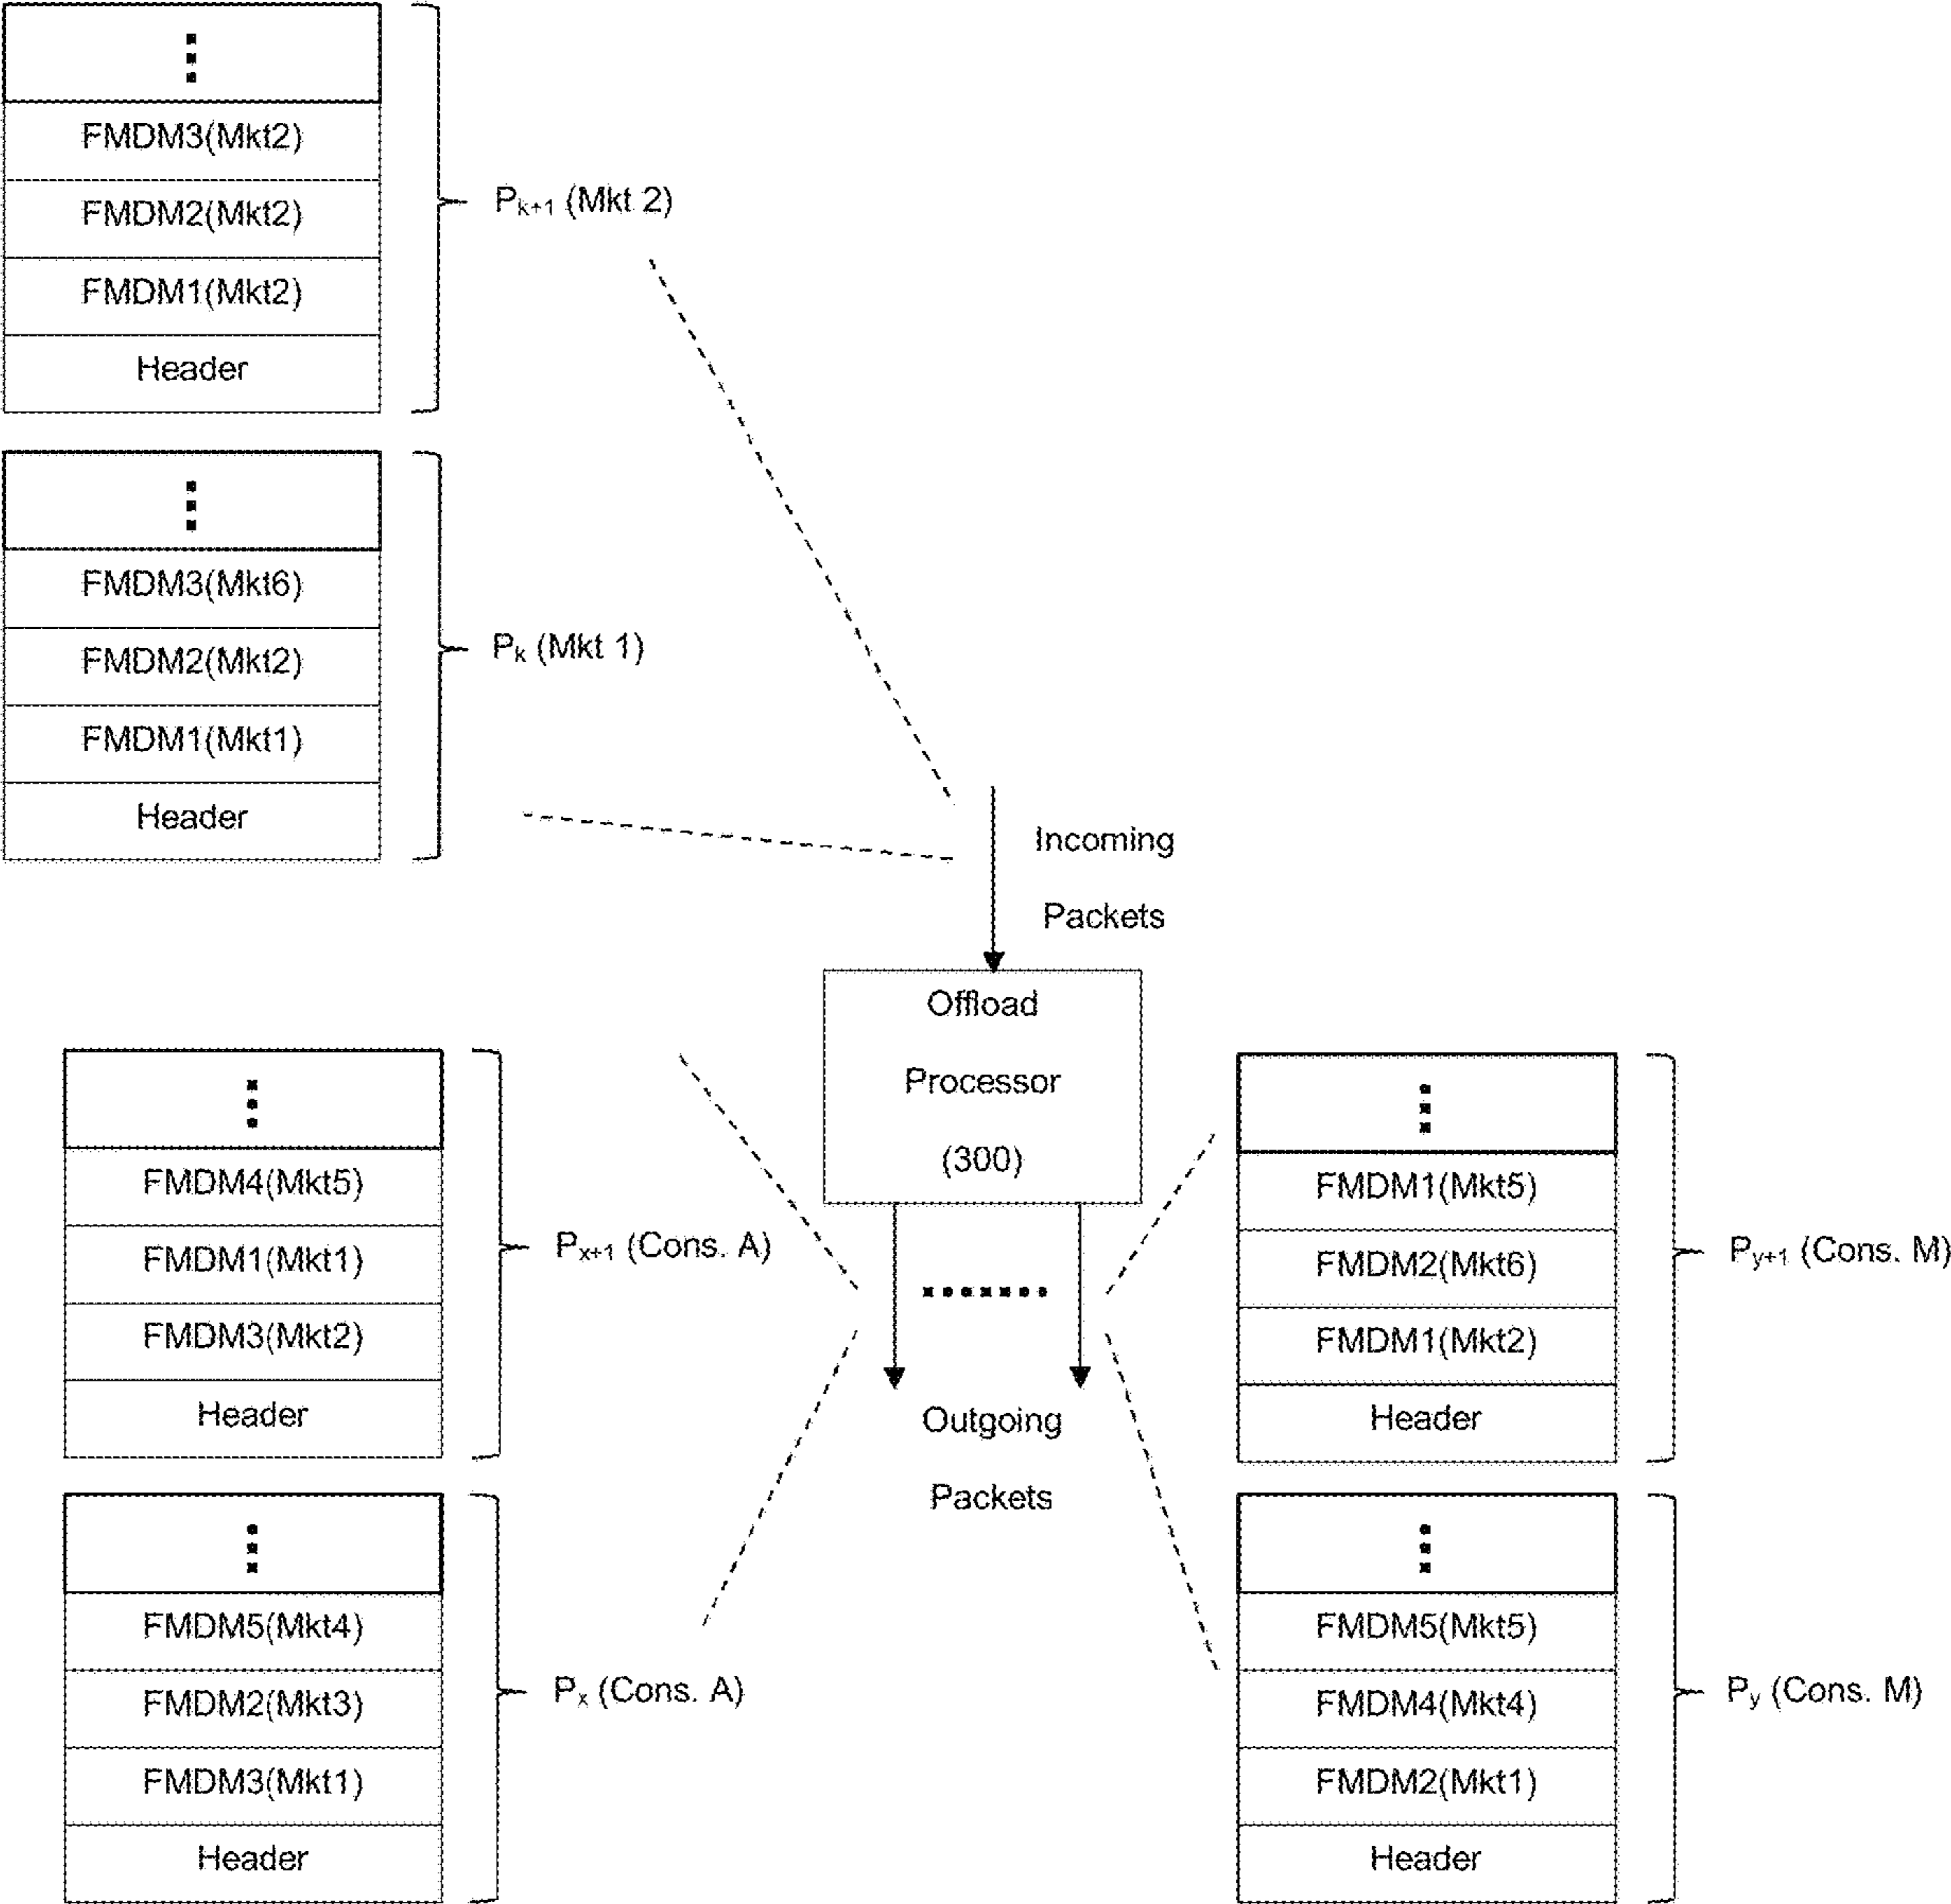 FMDM3(Mkt2)
FMDM2(Mkt2)
FMDM1(Mkt2)
Header
Pk+1 (Mkt 2)
FMDM3(Mkt6)
FMDM2(Mkt2)
FMDM1(Mkt1)
Header
Pk (Mkt 1)
Incoming
Packets
Offload
Processor
(300)
FMDM4(Mkt5)
FMDM1(Mkt1)
FMDM3(Mkt2)
Header
Px+1 (Cons. A)
FMDM1(Mkt5)
FMDM2(Mkt6)
FMDM1(Mkt2)
Header
Py+1 (Cons. M)
Outgoing
Packets
FMDM5(Mkt4)
FMDM2(Mkt3)
FMDM3(Mkt1)
Header
Px (Cons. A)
FMDM5(Mkt5)
FMDM4(Mkt4)
FMDM2(Mkt1)
Header
Py (Cons. M)